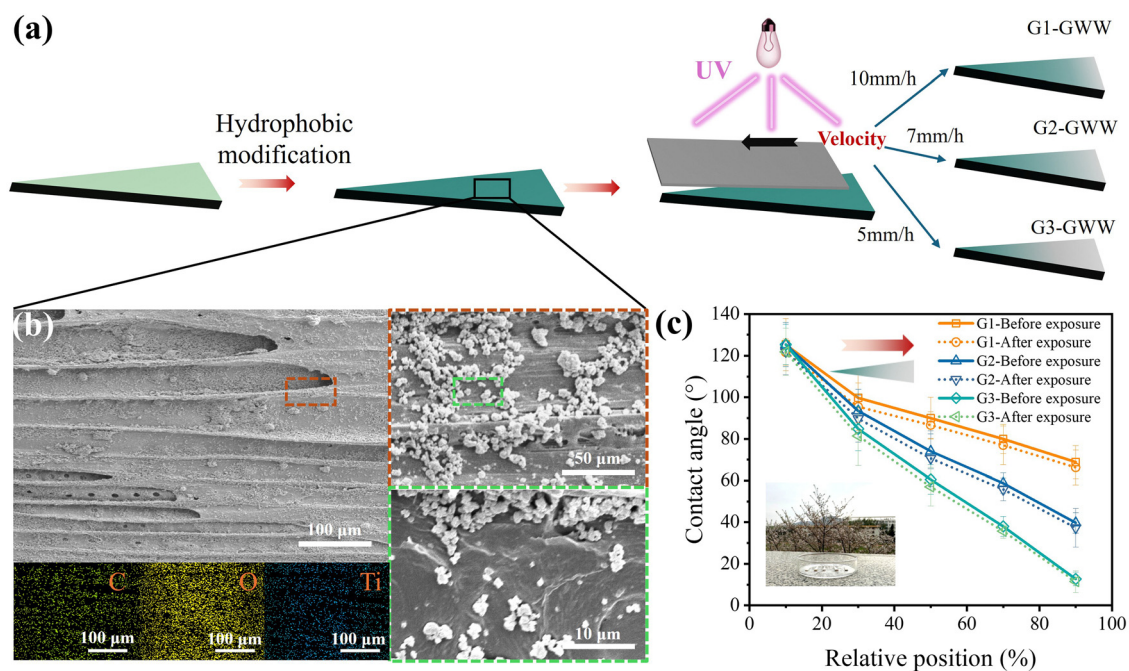 (a)
Hydrophobic
modification
UV
Velocity
10mm/h
7mm/h
5mm/h
G1-GWW
G2-GWW
G3-GWW
(b)
100 μm
50 μm
10 μm
C
O
Ti
100 μm
100 μm
100 μm
(c)
G1-Before exposure
G1-After exposure
G2-Before exposure
G2-After exposure
G3-Before exposure
G3-After exposure
Contact angle (°)
140
120
100
80
60
40
20
0
0 20 40 60 80 100
Relative position (%)